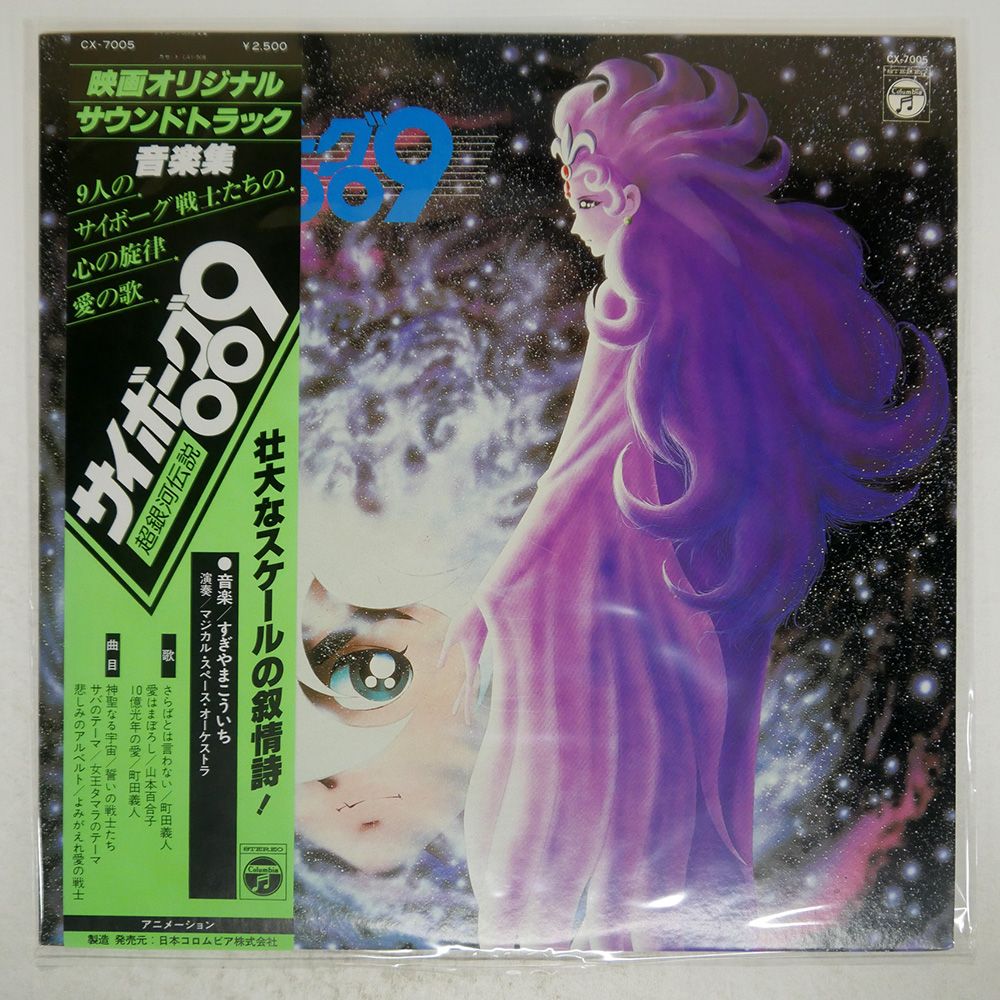 CX-7005
¥2,500
映画オリジナル
サウンドトラック
音楽集
9人の、
サイボーグ戦士たちの、
心の旋律、
愛の歌、
サイボーグ009
超銀河伝説
壮大なスケールの叙情詩!
●音楽/すぎやまこういち
演奏 マジカル・スペース・オーケストラ
歌
さらばとは言わない/町田義人
愛はまぼろし/山本百合子
10億光年の愛/町田義人
曲目
神聖なる宇宙/誓いの戦士たち
サバのテーマ/女王タマラのテーマ
悲しみのアルベルト/よみがえれ愛の戦士
STEREO
Columbia
アニメーション
製造 発売元:日本コロムビア株式会社
ーグ
009
CX-7005
STEREO
Columbia